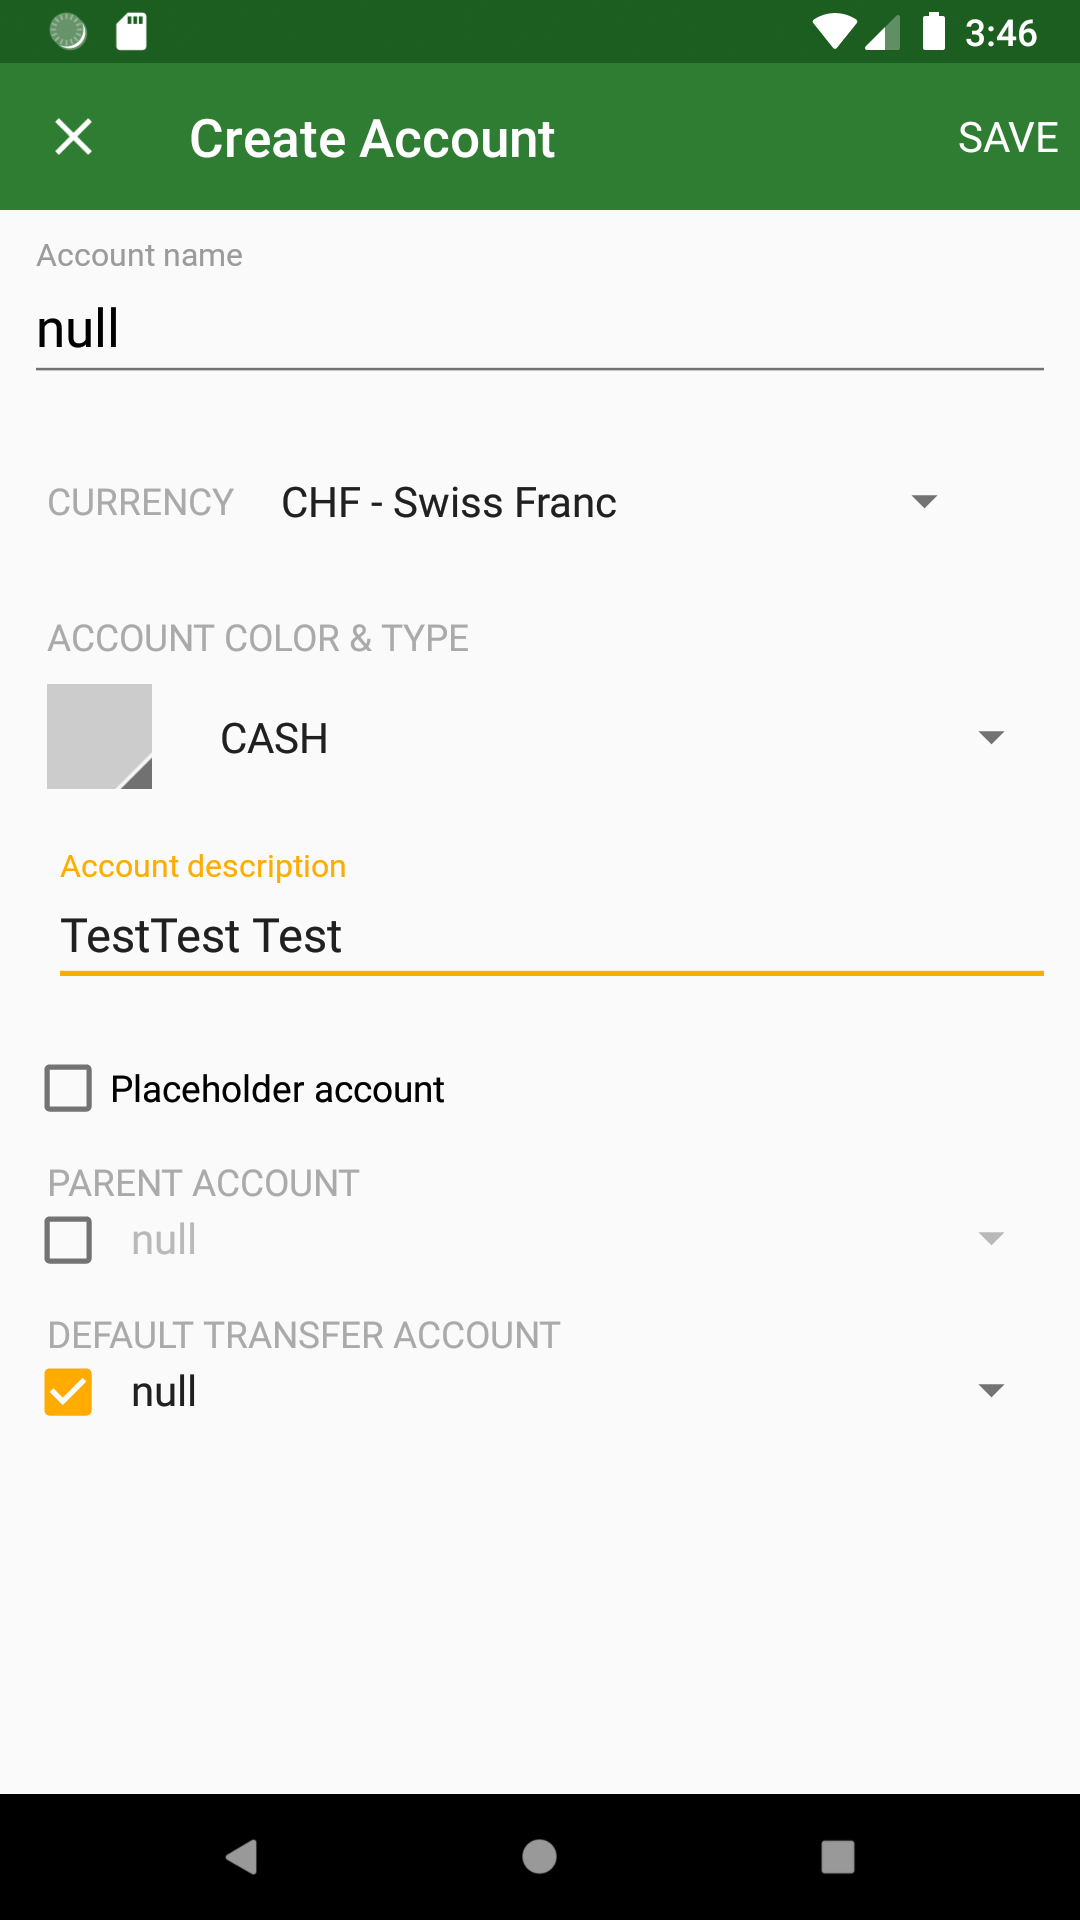 3:46
Create Account
SAVE
Account name
null
CURRENCY
CHF - Swiss Franc
ACCOUNT COLOR & TYPE
CASH
Account description
TestTest Test
Placeholder account
PARENT ACCOUNT
null
DEFAULT TRANSFER ACCOUNT
null